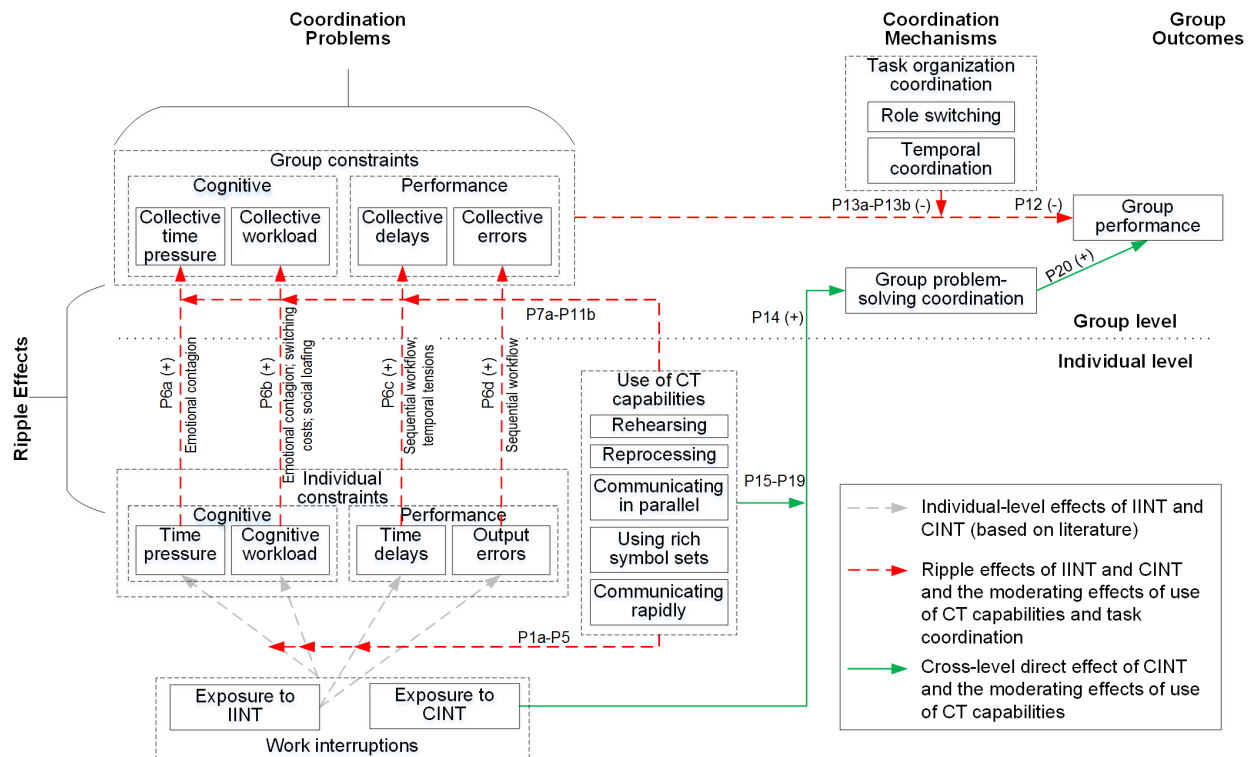 Coordination
Problems
Coordination
Mechanisms
Group
Outcomes
Task organization
coordination
Role switching
Temporal
coordination
Group constraints
Cognitive
Performance
Collective
time
pressure
Collective
workload
Collective
delays
Collective
errors
P13a-P13b (-)
P12 (-)
Group
performance
Group problem-
solving coordination
P20 (+)
P7a-P11b
P14 (+)
Group level
Individual level
Ripple Effects
P6a (+)
Emotional contagion
P6b (+)
Emotional contagion; switching
costs; social loafing
P6c (+)
Sequential workflow;
temporal tensions
P6d (+)
Sequential workflow
Use of CT
capabilities
Rehearsing
Reprocessing
Communicating
in parallel
Using rich
symbol sets
Communicating
rapidly
P15-P19
Individual
constraints
Cognitive
Performance
Time
pressure
Cognitive
workload
Time
delays
Output
errors
P1a-P5
Exposure to
IINT
Exposure to
CINT
Work interruptions
Individual-level effects of IINT and
CINT (based on literature)
Ripple effects of IINT and CINT
and the moderating effects of use
of CT capabilities and task
coordination
Cross-level direct effect of CINT
and the moderating effects of use
of CT capabilities